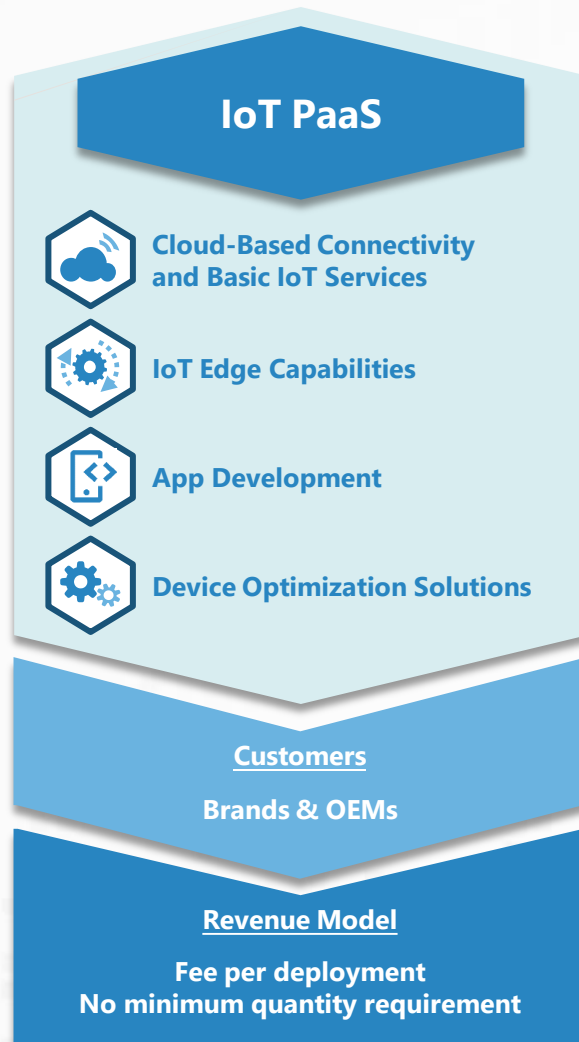 IoT PaaS
Cloud-Based Connectivity
and Basic IoT Services
IoT Edge Capabilities
App Development
Device Optimization Solutions
Customers
Brands & OEMs
Revenue Model
Fee per deployment
No minimum quantity requirement